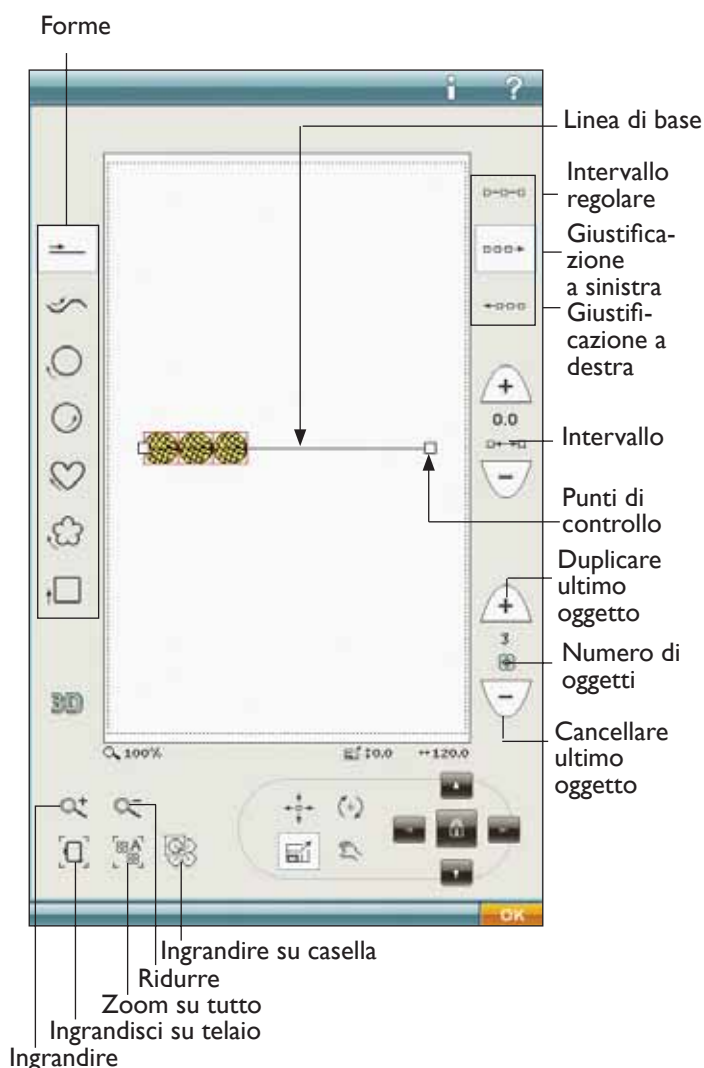 Forme
i ?
Linea di base
Intervallo
regolare
Giustifica-
zione
a sinistra
Giustifi-
cazione a
destra
+
0.0
Intervallo
−
Punti di
controllo
Duplicare
ultimo
oggetto
+
3
Numero di
oggetti
−
Cancellare
ultimo
oggetto
3D
100% 0.0 120.0
A
OK
Ingrandire su casella
Ridurre
Zoom su tutto
Ingrandisci su telaio
Ingrandire